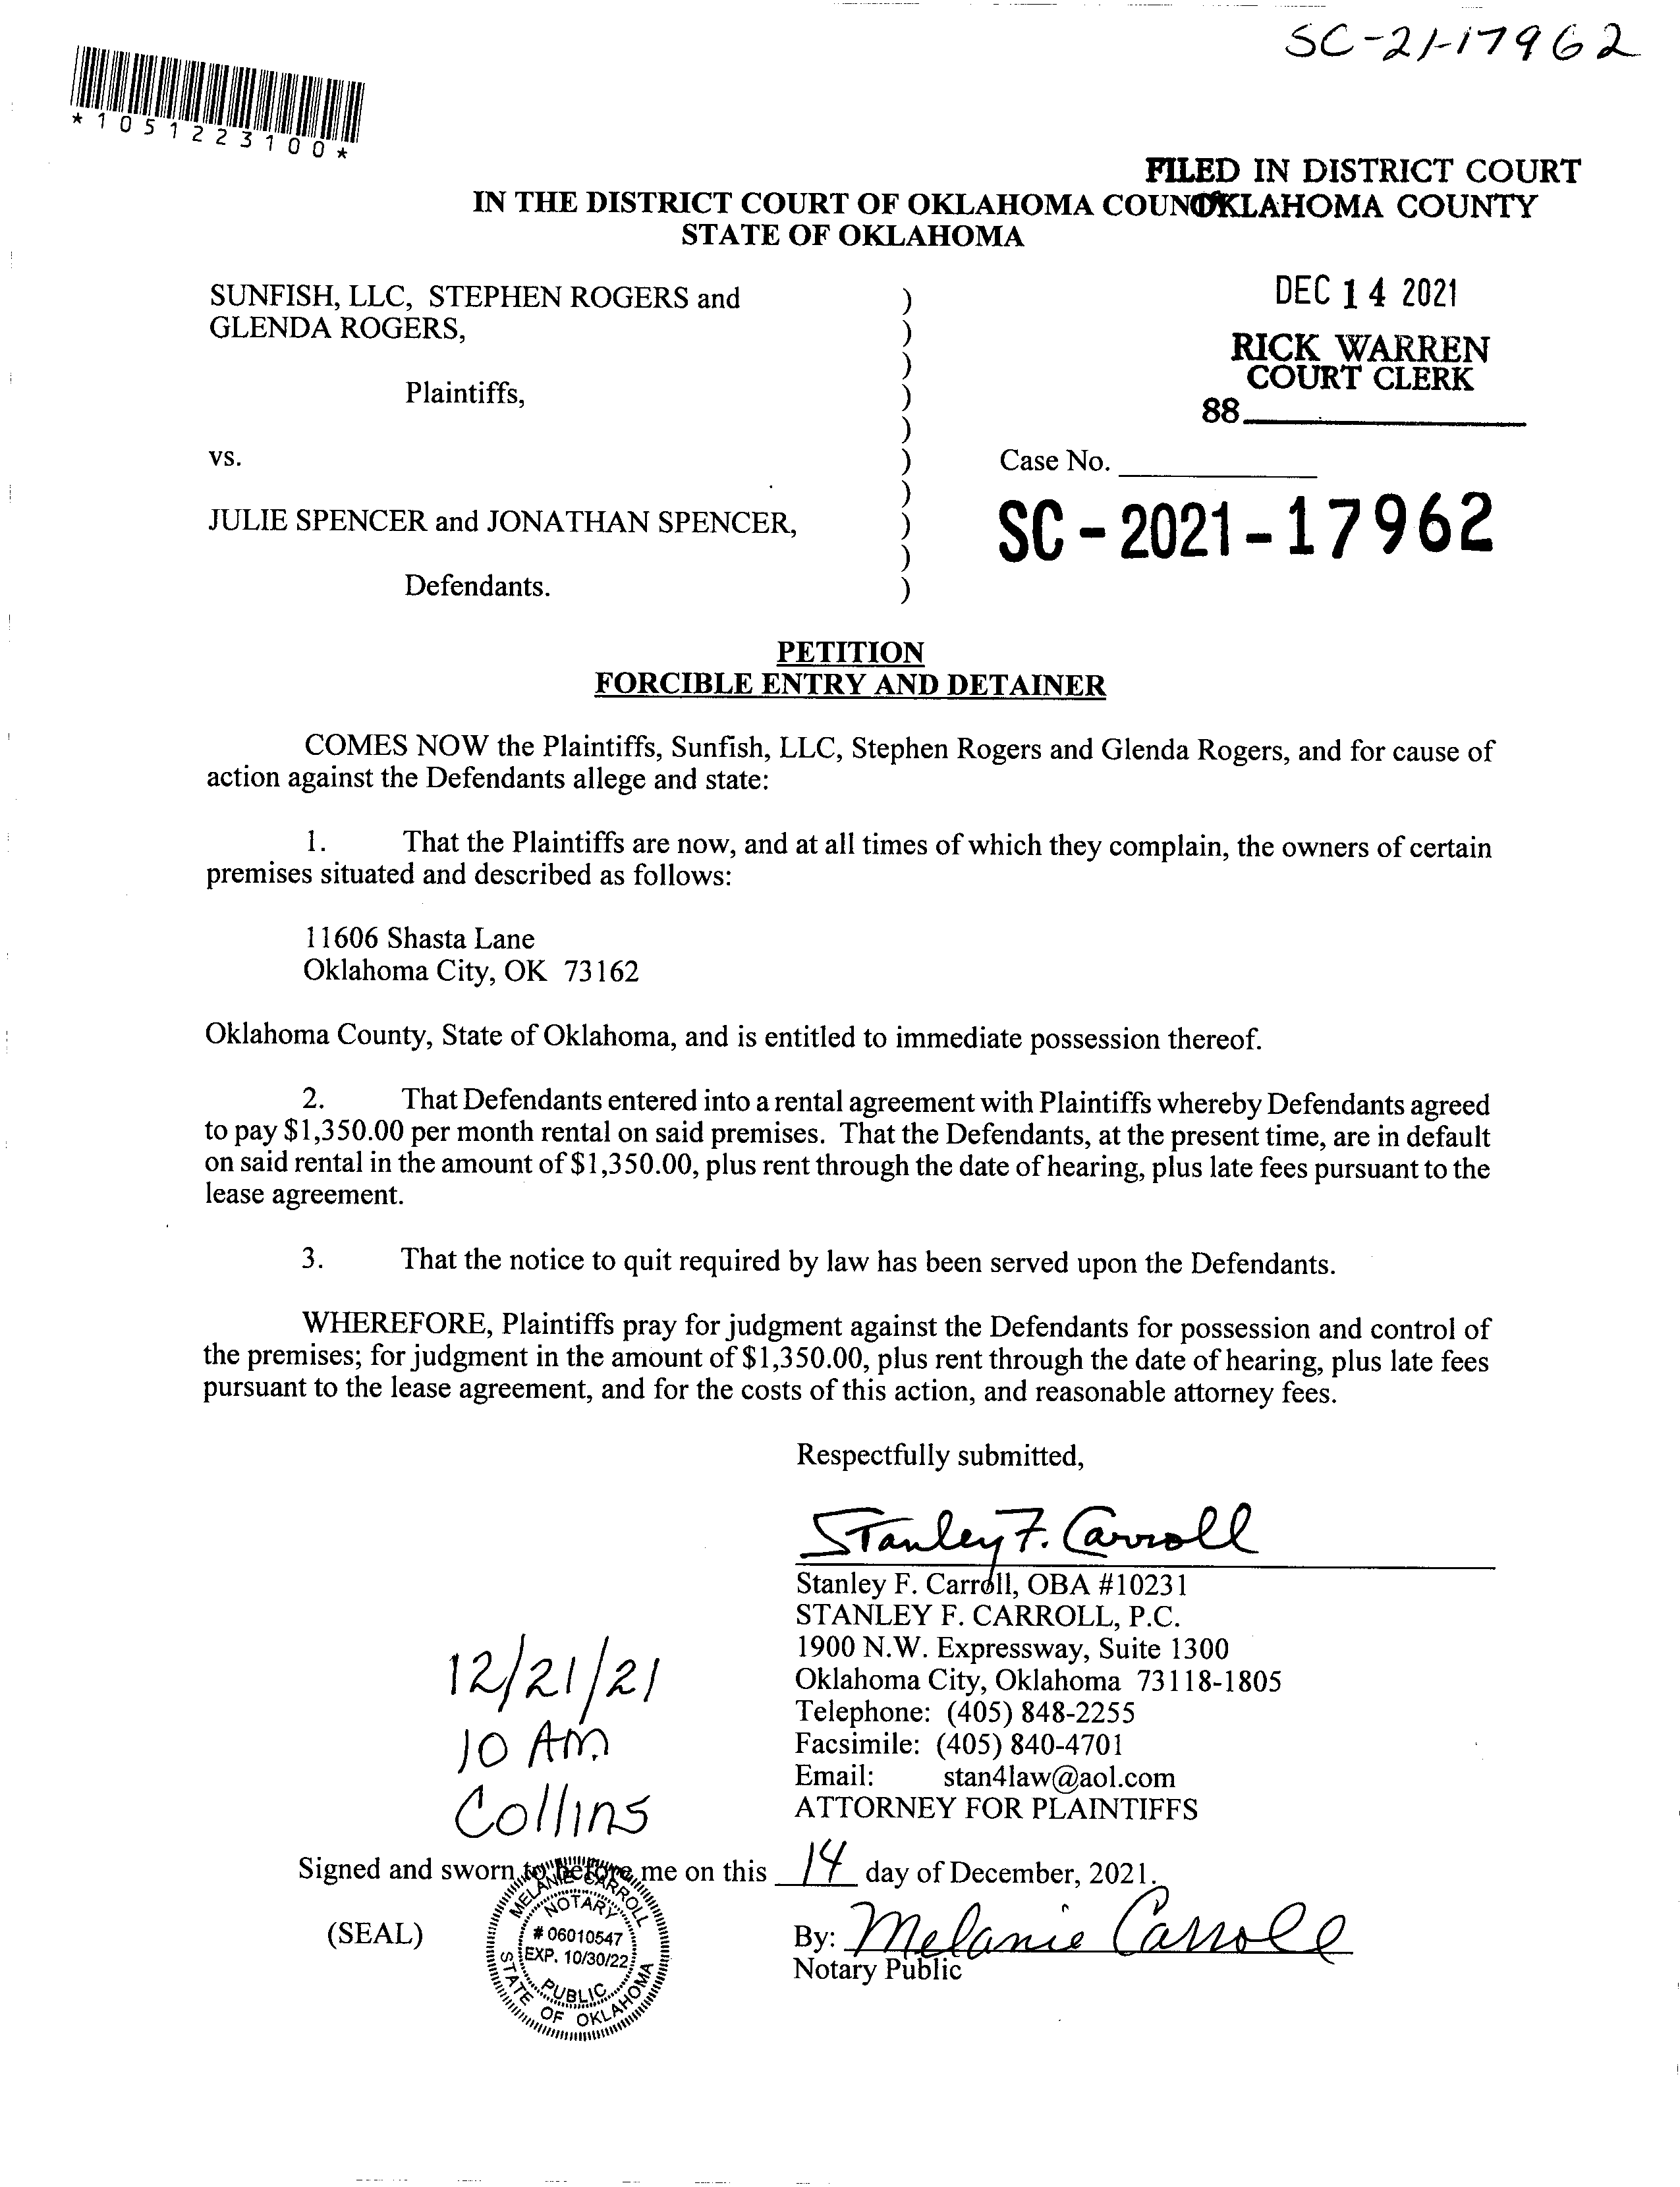 SC-21-17962
*1051223100*
FILED IN DISTRICT COURT
OKLAHOMA COUNTY
IN THE DISTRICT COURT OF OKLAHOMA COUN
STATE OF OKLAHOMA
DEC 14 2021
RICK WARREN
COURT CLERK
88
SUNFISH, LLC, STEPHEN ROGERS and )
GLENDA ROGERS, )
)
Plaintiffs, )
)
vs. ) Case No.
)
JULIE SPENCER and JONATHAN SPENCER, ) SC-2021-17962
)
Defendants. )
PETITION
FORCIBLE ENTRY AND DETAINER
COMES NOW the Plaintiffs, Sunfish, LLC, Stephen Rogers and Glenda Rogers, and for cause of
action against the Defendants allege and state:
1. That the Plaintiffs are now, and at all times of which they complain, the owners of certain
premises situated and described as follows:
11606 Shasta Lane
Oklahoma City, OK 73162
Oklahoma County, State of Oklahoma, and is entitled to immediate possession thereof.
2. That Defendants entered into a rental agreement with Plaintiffs whereby Defendants agreed
to pay $1,350.00 per month rental on said premises. That the Defendants, at the present time, are in default
on said rental in the amount of $1,350.00, plus rent through the date of hearing, plus late fees pursuant to the
lease agreement.
3. That the notice to quit required by law has been served upon the Defendants.
WHEREFORE, Plaintiffs pray for judgment against the Defendants for possession and control of
the premises; for judgment in the amount of $1,350.00, plus rent through the date of hearing, plus late fees
pursuant to the lease agreement, and for the costs of this action, and reasonable attorney fees.
Respectfully submitted,
Stanley F. Carroll
Stanley F. Carroll, OBA #10231
STANLEY F. CARROLL, P.C.
1900 N.W. Expressway, Suite 1300
Oklahoma City, Oklahoma 73118-1805
Telephone: (405) 848-2255
Facsimile: (405) 840-4701
Email: stan4law@aol.com
ATTORNEY FOR PLAINTIFFS
12/21/21
10 AM
Collins
Signed and sworn to before me on this 14 day of December, 2021.
(SEAL)
MELANIE CARROLL
NOTARY
# 06010547
EXP. 10/30/22
PUBLIC
STATE OF OKLAHOMA
By: Melanie Carroll
Notary Public